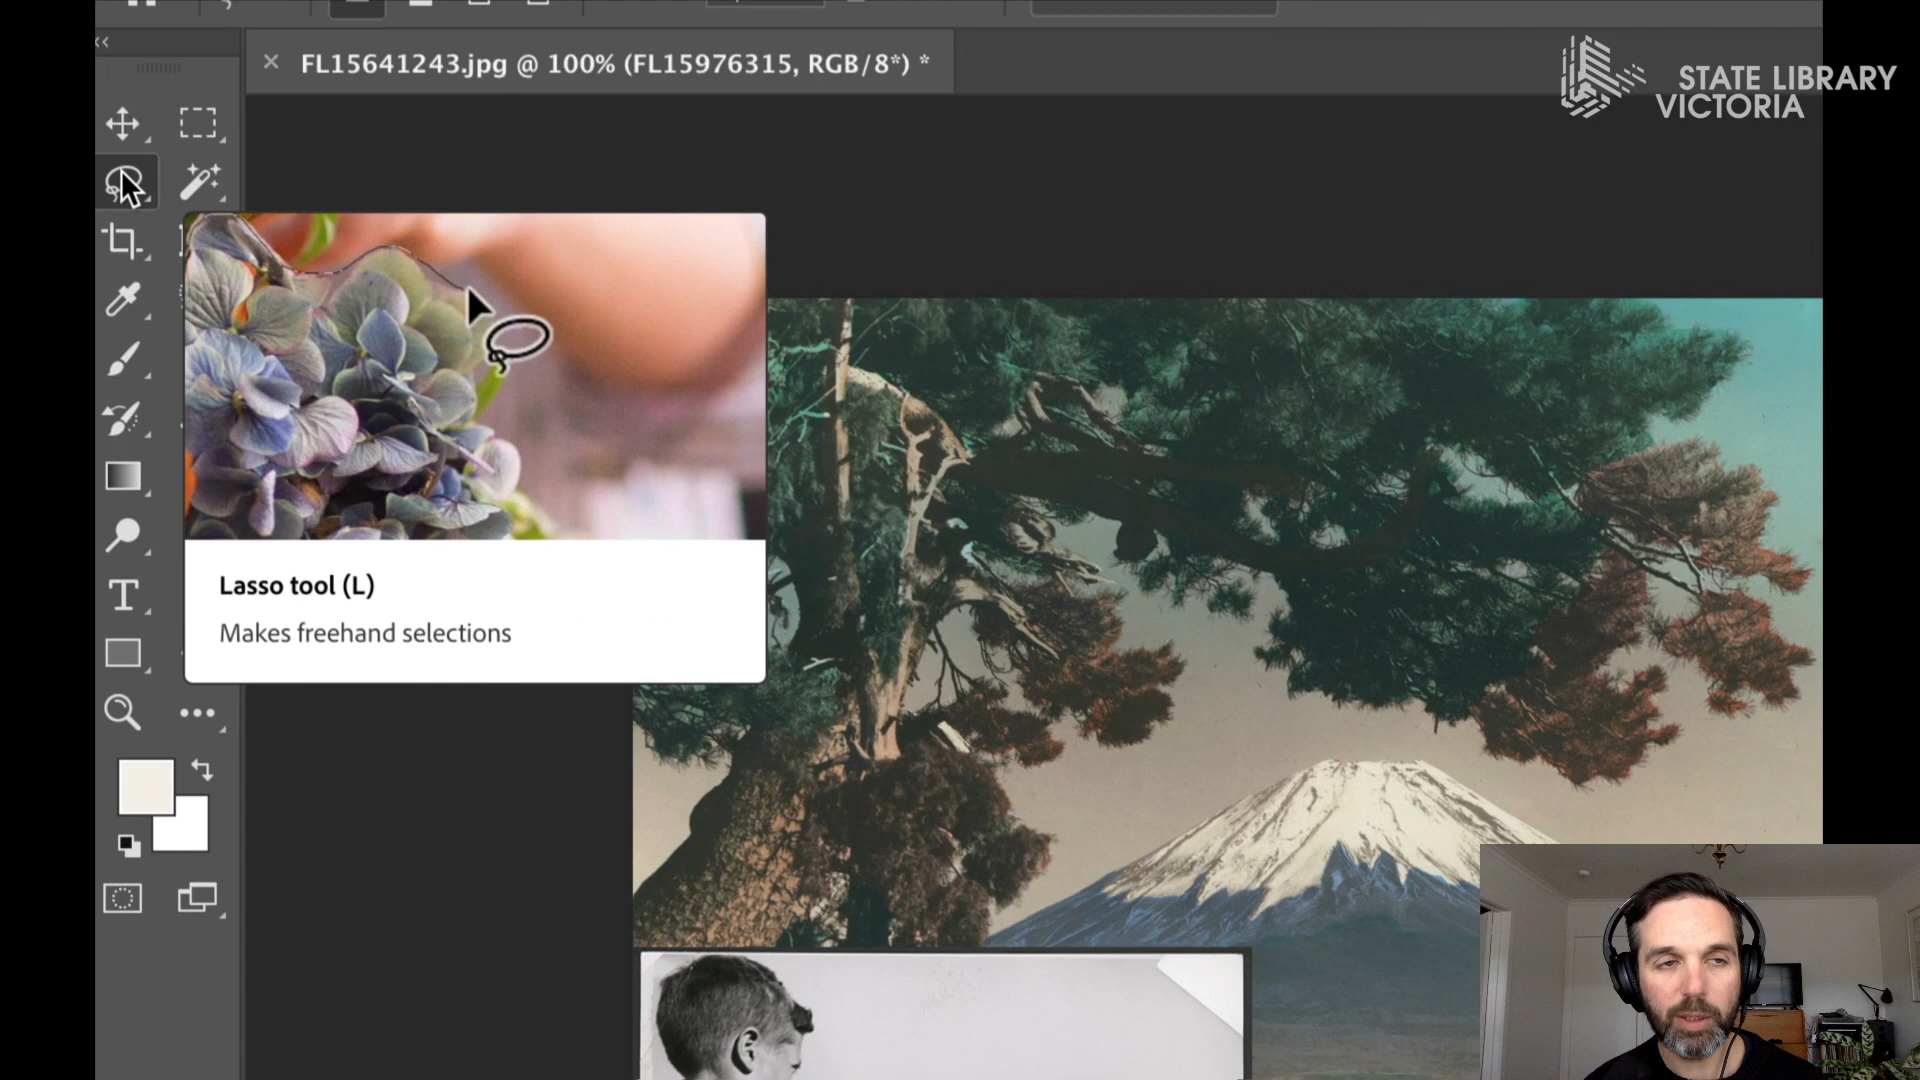 FL15641243.jpg @ 100% (FL15976315, RGB/8*) *
STATE LIBRARY
VICTORIA
Lasso tool (L)
Makes freehand selections